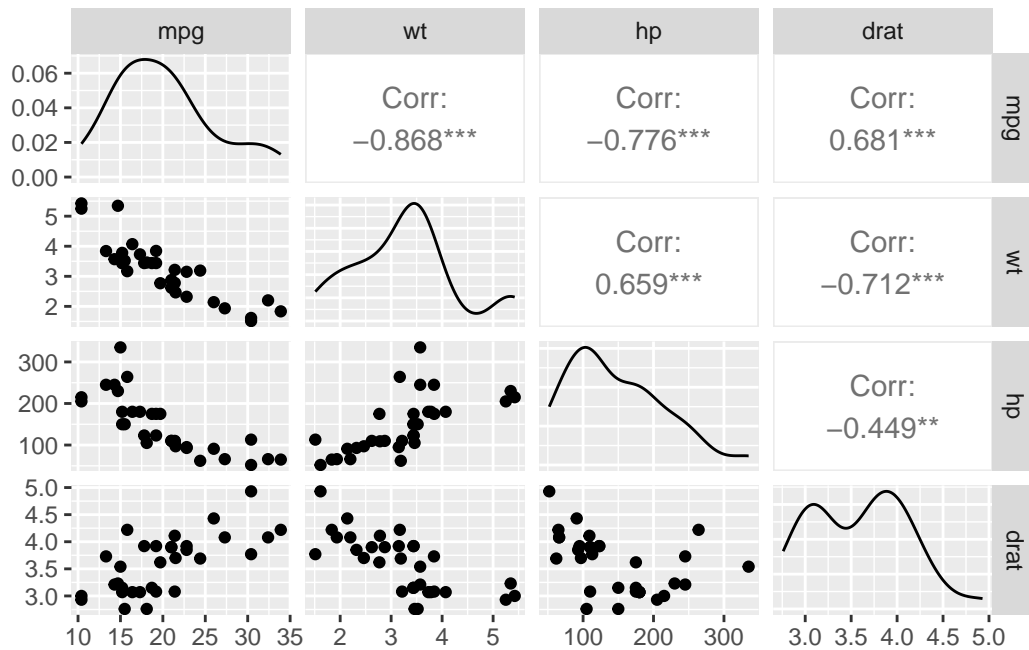 mpg wt hp drat
0.06
0.04
0.02
0.00
Corr:
−0.868***
Corr:
−0.776***
Corr:
0.681***
mpg
5
4
3
2
Corr:
0.659***
Corr:
−0.712***
wt
300
200
100
Corr:
−0.449**
hp
5.0
4.5
4.0
3.5
3.0
drat
10 15 20 25 30 35 2 3 4 5 100 200 300 3.0 3.5 4.0 4.5 5.0